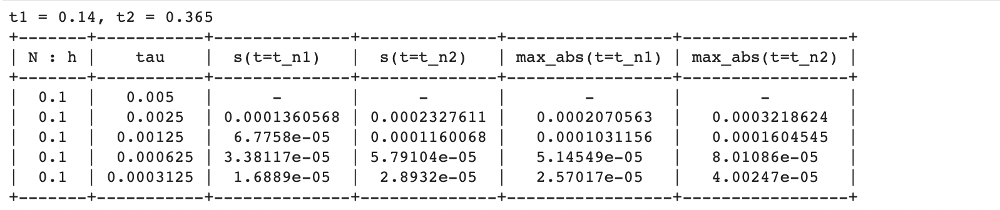 t1 = 0.14, t2 = 0.365
+-------+-----------+--------------+--------------+-----------------+-----------------+
| N : h |    tau    |  s(t=t_n1)   |  s(t=t_n2)   | max_abs(t=t_n1) | max_abs(t=t_n2) |
+-------+-----------+--------------+--------------+-----------------+-----------------+
|  0.1  |   0.005   |      -       |      -       |        -        |        -        |
|  0.1  |   0.0025  | 0.0001360568 | 0.0002327611 |   0.0002070563  |   0.0003218624  |
|  0.1  |  0.00125  |  6.7758e-05  | 0.0001160068 |   0.0001031156  |   0.0001604545  |
|  0.1  |  0.000625 | 3.38117e-05  | 5.79104e-05  |   5.14549e-05   |   8.01086e-05   |
|  0.1  | 0.0003125 |  1.6889e-05  |  2.8932e-05  |   2.57017e-05   |   4.00247e-05   |
+-------+-----------+--------------+--------------+-----------------+-----------------+